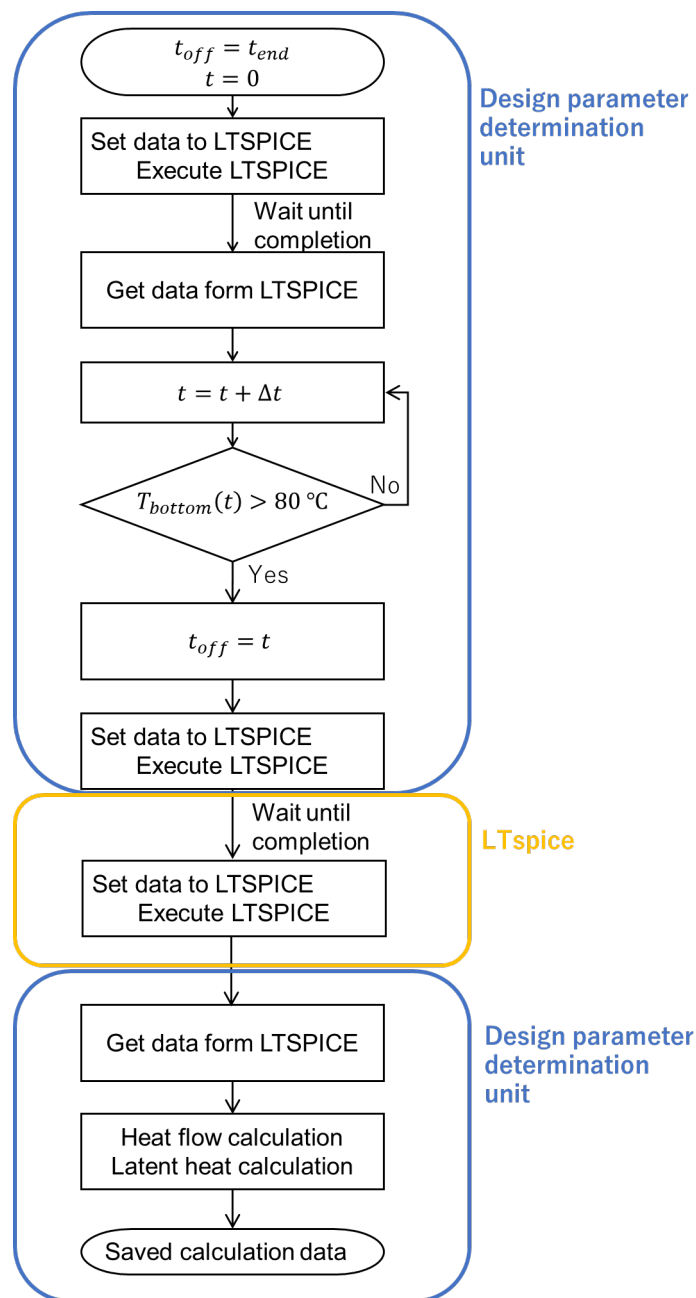 t_off = t_end
t = 0
Design parameter
determination
unit
Set data to LTSPICE
Execute LTSPICE
Wait until
completion
Get data form LTSPICE
t = t + Δt
T_bottom(t) > 80 ℃
No
Yes
t_off = t
Set data to LTSPICE
Execute LTSPICE
Wait until
completion
LTspice
Set data to LTSPICE
Execute LTSPICE
Get data form LTSPICE
Design parameter
determination
unit
Heat flow calculation
Latent heat calculation
Saved calculation data